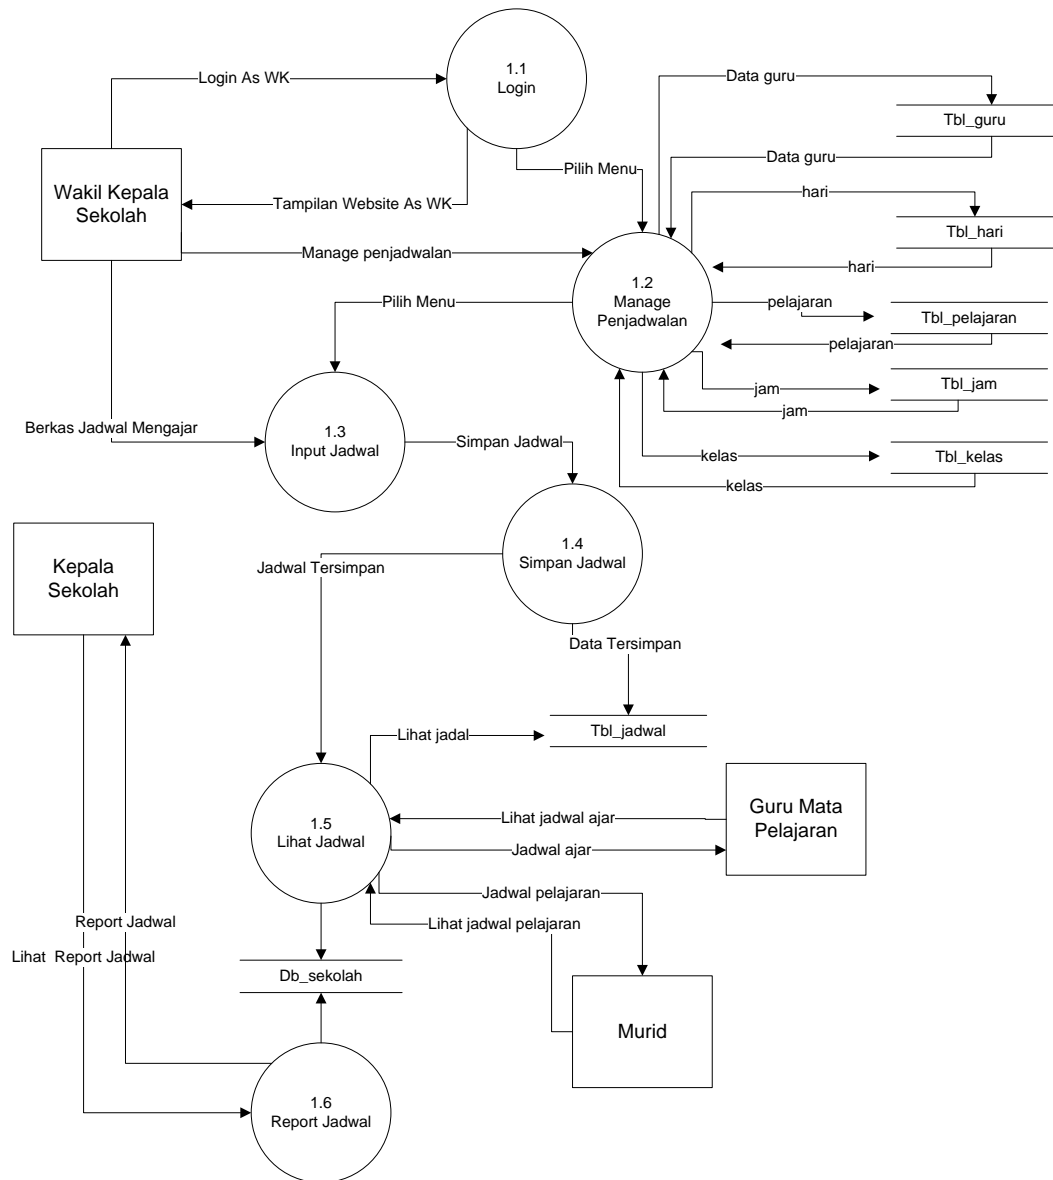 1.1
Login
Login As WK
Data guru
Tbl_guru
Data guru
Pilih Menu
Wakil Kepala
Sekolah
Tampilan Website As WK
hari
Tbl_hari
Manage penjadwalan
hari
1.2
Manage
Penjadwalan
Pilih Menu
pelajaran
Tbl_pelajaran
pelajaran
Tbl_jam
jam
jam
Berkas Jadwal Mengajar
1.3
Input Jadwal
Simpan Jadwal
kelas
Tbl_kelas
kelas
1.4
Simpan Jadwal
Kepala
Sekolah
Jadwal Tersimpan
Data Tersimpan
Lihat jadal
Tbl_jadwal
1.5
Lihat Jadwal
Lihat jadwal ajar
Guru Mata
Pelajaran
Jadwal ajar
Jadwal pelajaran
Lihat jadwal pelajaran
Report Jadwal
Lihat  Report Jadwal
Db_sekolah
Murid
1.6
Report Jadwal